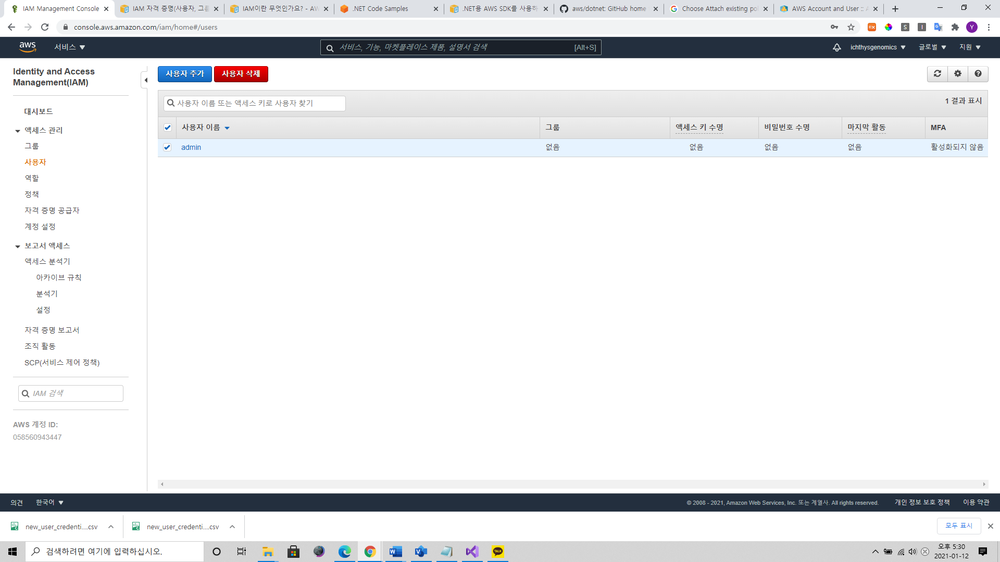 IAM Management Console
IAM 자격 증명(사용자, 그룹
IAM이란 무엇인가요? - AW
.NET Code Samples
.NET용 AWS SDK를 사용하
aws/dotnet: GitHub home
Choose Attach existing pol
AWS Account and User :: A
console.aws.amazon.com/iam/home#/users
EX
S
I
Y
aws
서비스
서비스, 기능, 마켓플레이스 제품, 설명서 검색
[Alt+S]
ichthysgenomics
글로벌
지원
Identity and Access
Management(IAM)
대시보드
액세스 관리
그룹
사용자
역할
정책
자격 증명 공급자
계정 설정
보고서 액세스
액세스 분석기
아카이브 규칙
분석기
설정
자격 증명 보고서
조직 활동
SCP(서비스 제어 정책)
IAM 검색
AWS 계정 ID:
058560943447
사용자 추가
사용자 삭제
사용자 이름 또는 액세스 키로 사용자 찾기
1 결과 표시
사용자 이름 그룹 액세스 키 수명 비밀번호 수명 마지막 활동 MFA
admin 없음 없음 없음 없음 활성화되지 않음
의견
한국어
© 2008 - 2021, Amazon Web Services, Inc. 또는 계열사. All rights reserved.
개인 정보 보호 정책
이용 약관
new_user_credenti....csv
new_user_credenti....csv
모두 표시
검색하려면 여기에 입력하십시오.
W
V
TALK
오후 5:30
2021-01-12